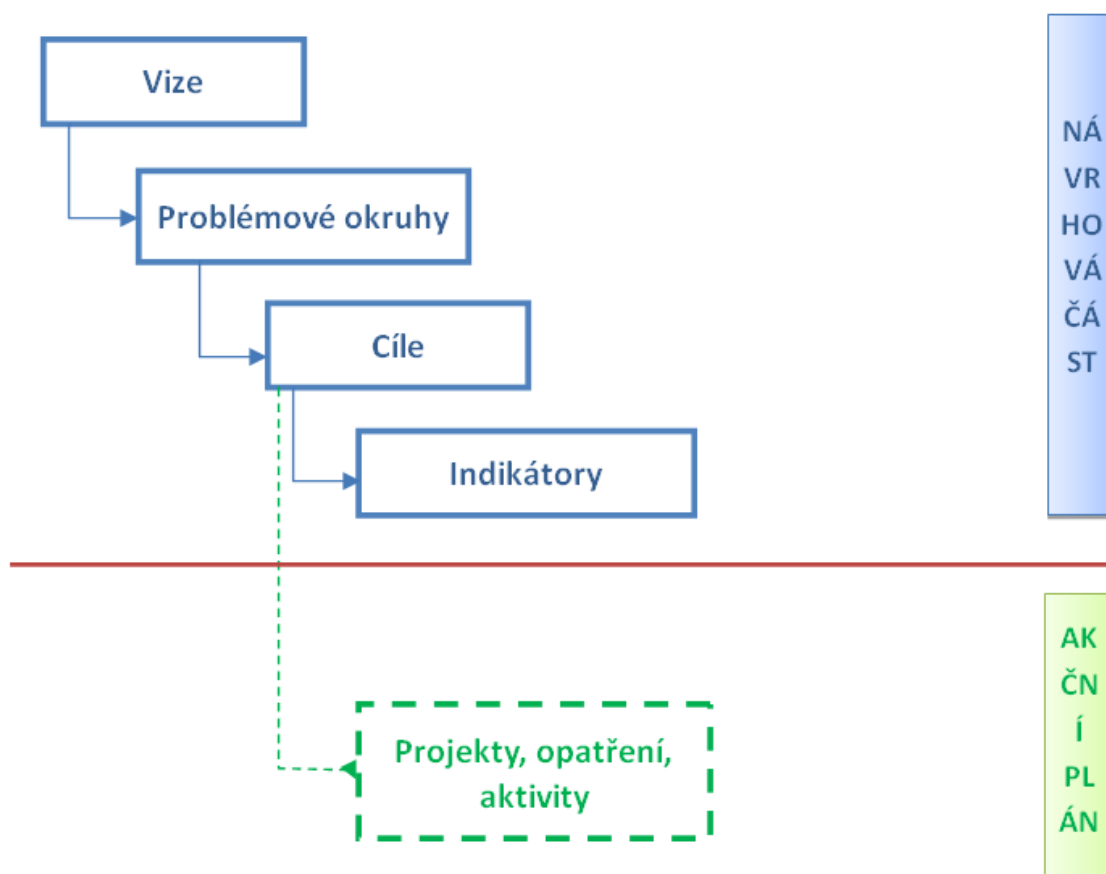 Vize
Problémové okruhy
Cíle
Indikátory
NÁ
VR
HO
VÁ
ČÁ
ST
Projekty, opatření,
aktivity
AK
ČN
Í
PL
ÁN